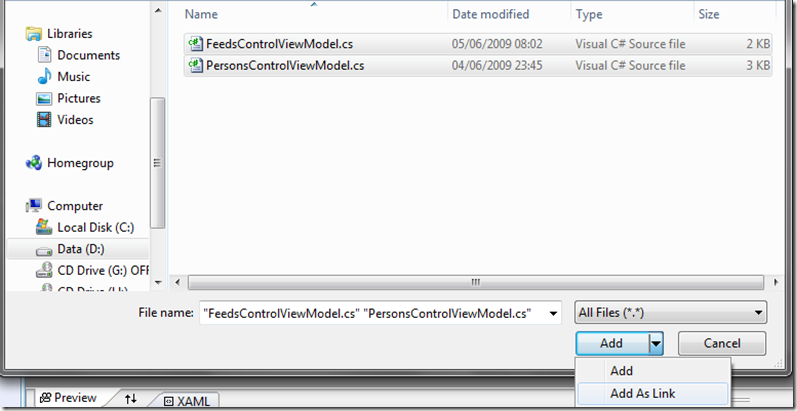 Name Date modified Type Size
Libraries
Documents
Music
Pictures
Videos
Homegroup
Computer
Local Disk (C:)
Data (D:)
CD Drive (G:) OFF
FeedsControlViewModel.cs 05/06/2009 08:02 Visual C# Source file 2 KB
PersonsControlViewModel.cs 04/06/2009 23:45 Visual C# Source file 3 KB
File name: "FeedsControlViewModel.cs" "PersonsControlViewModel.cs" All Files (*.*)
Add Cancel
Add
Add As Link
Preview XAML